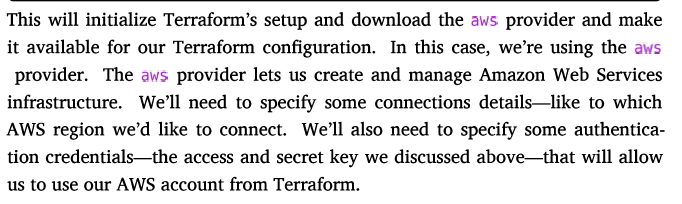 This will initialize Terraform’s setup and download the aws provider and make
it available for our Terraform configuration. In this case, we’re using the aws
provider. The aws provider lets us create and manage Amazon Web Services
infrastructure. We’ll need to specify some connections details—like to which
AWS region we’d like to connect. We’ll also need to specify some authentica-
tion credentials—the access and secret key we discussed above—that will allow
us to use our AWS account from Terraform.